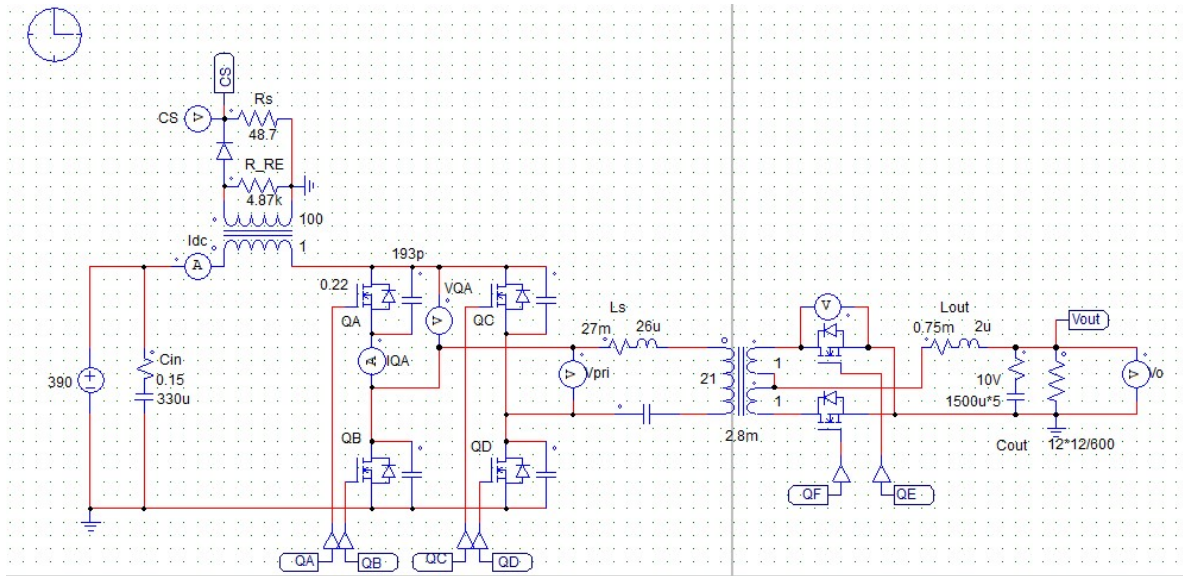 CS
Rs
CS
48.7
R_RE
4.87k
100
Idc
1
A
193p
0.22
VQA
QA
QC
Ls
27m 26u
V
Lout
0.75m 2u
Vout
390
Cin
0.15
330u
A IQA
V Vpri
21
1
1
10V
1500u*5
V Vo
QB
QD
2.8m
Cout
12*12/600
QF
QE
QA
QB
QC
QD